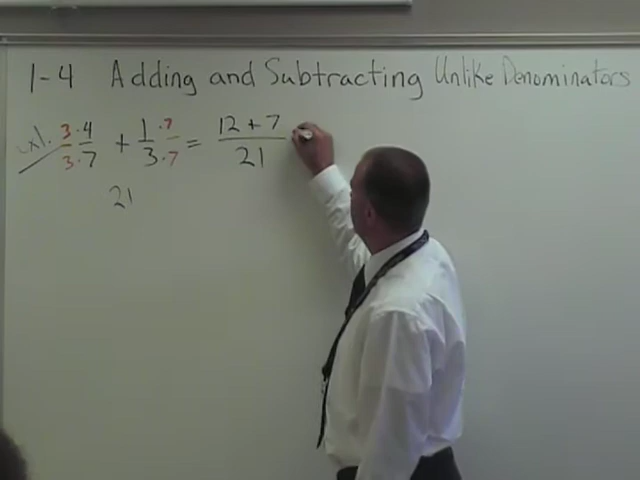 1-4 Adding and Subtracting Unlike Denominators
ex1. 3·4 + 1·7 = 12 + 7
3·7 3·7 21
21